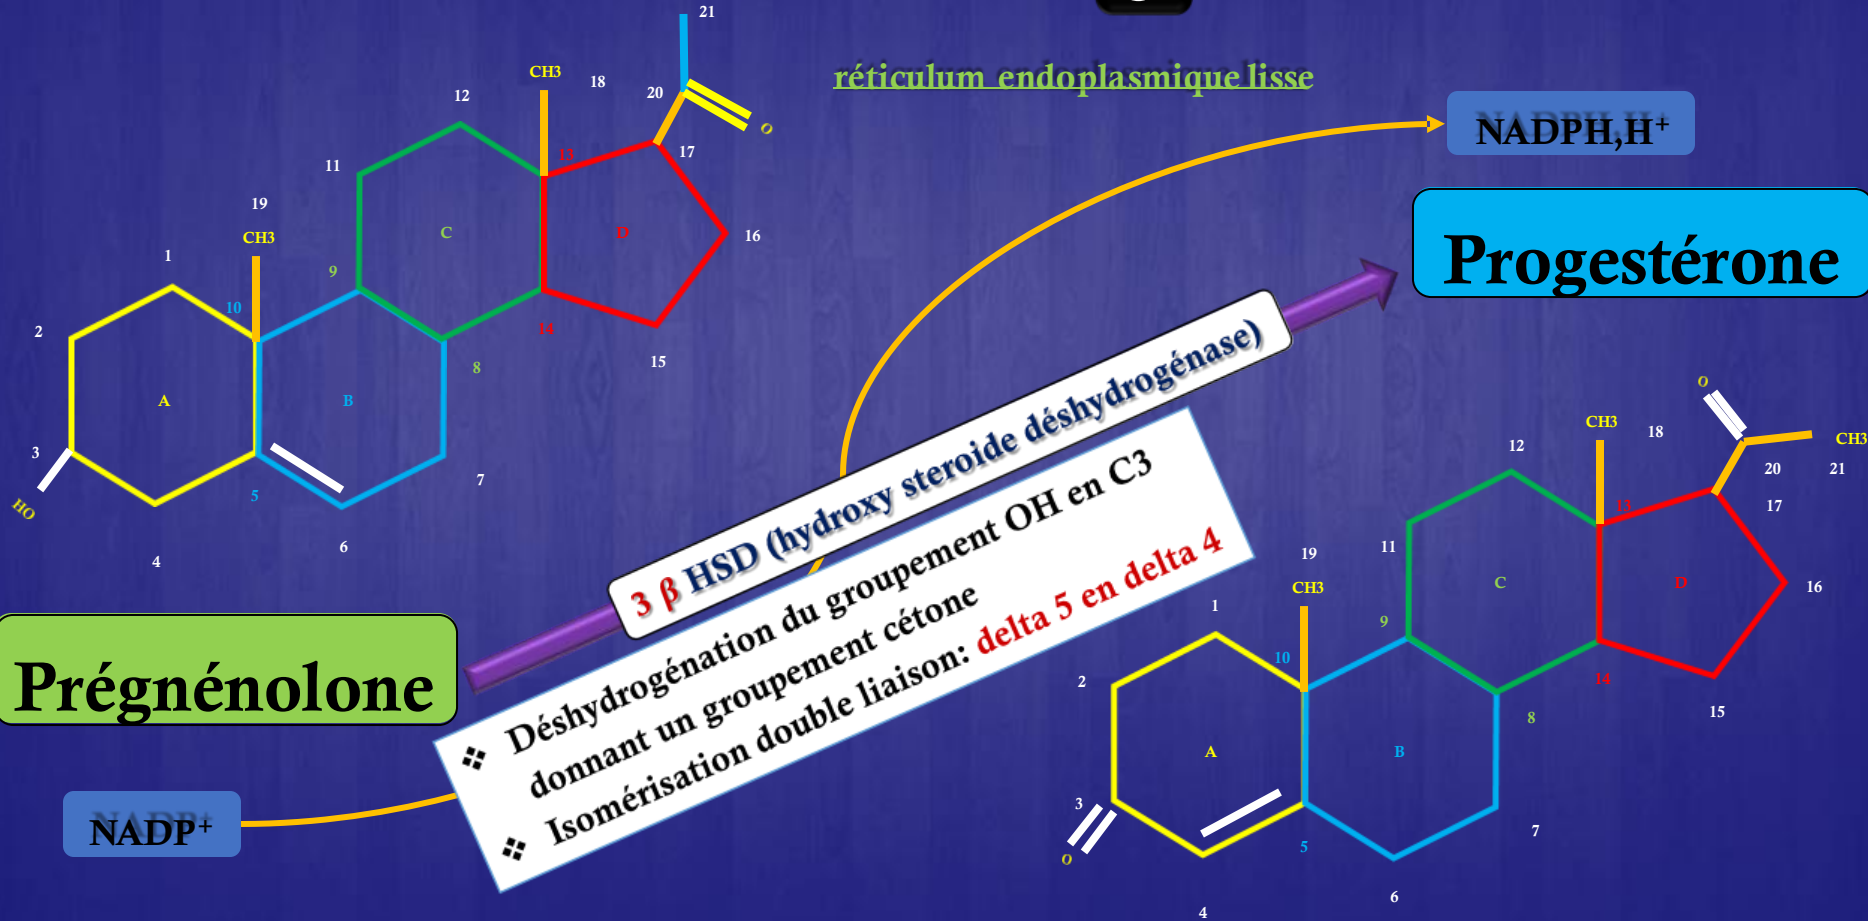 réticulum endoplasmique lisse
NADPH,H+
Progestérone
21
CH3
18
20
O
12
13
17
11
19
CH3
C
D
16
1
9
10
14
2
15
8
A
B
3
HO
5
7
6
4
3 β HSD (hydroxy steroide déshydrogénase)
❖ Déshydrogénation du groupement OH en C3
donnant un groupement cétone
❖ Isomérisation double liaison: delta 5 en delta 4
Prégnénolone
NADP+
O
CH3
18
CH3
12
20
21
13
17
11
19
CH3
C
D
16
1
9
10
14
2
15
8
A
B
3
O
5
7
6
4